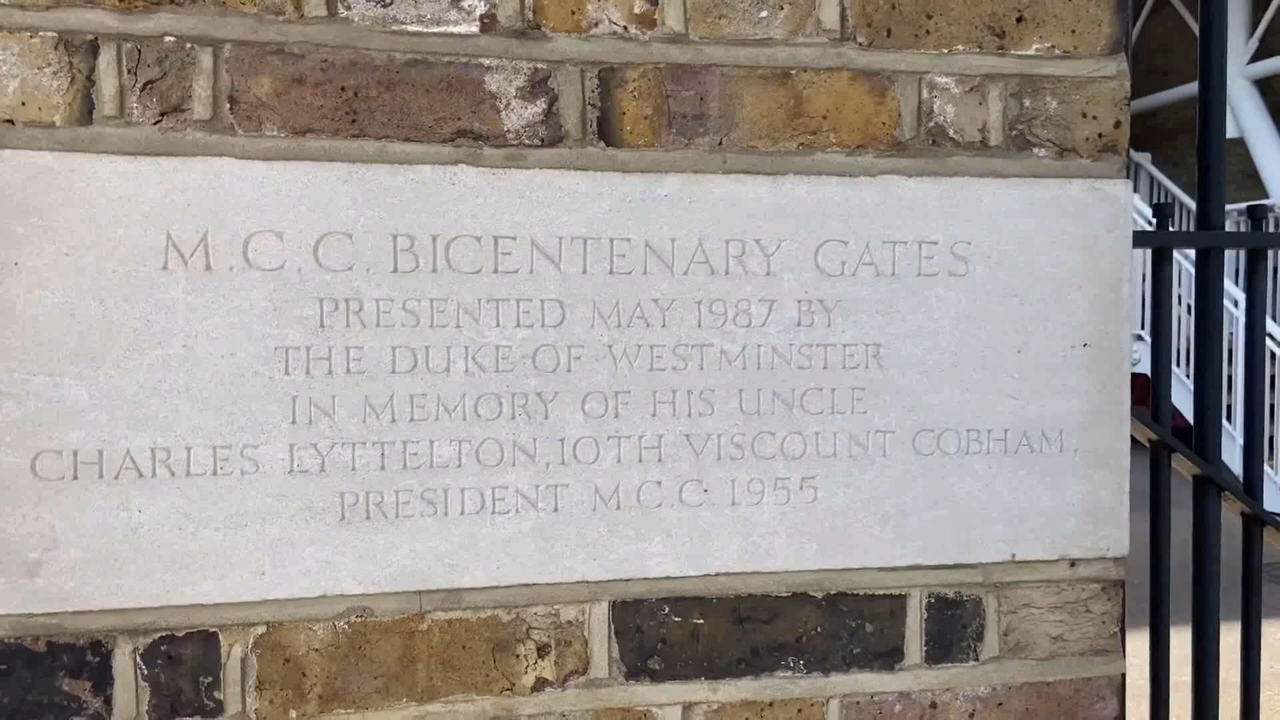 M.C.C. BICENTENARY GATES
PRESENTED MAY 1987 BY
THE DUKE OF WESTMINSTER
IN MEMORY OF HIS UNCLE
CHARLES LYTTELTON, 10TH VISCOUNT COBHAM,
PRESIDENT M.C.C. 1955